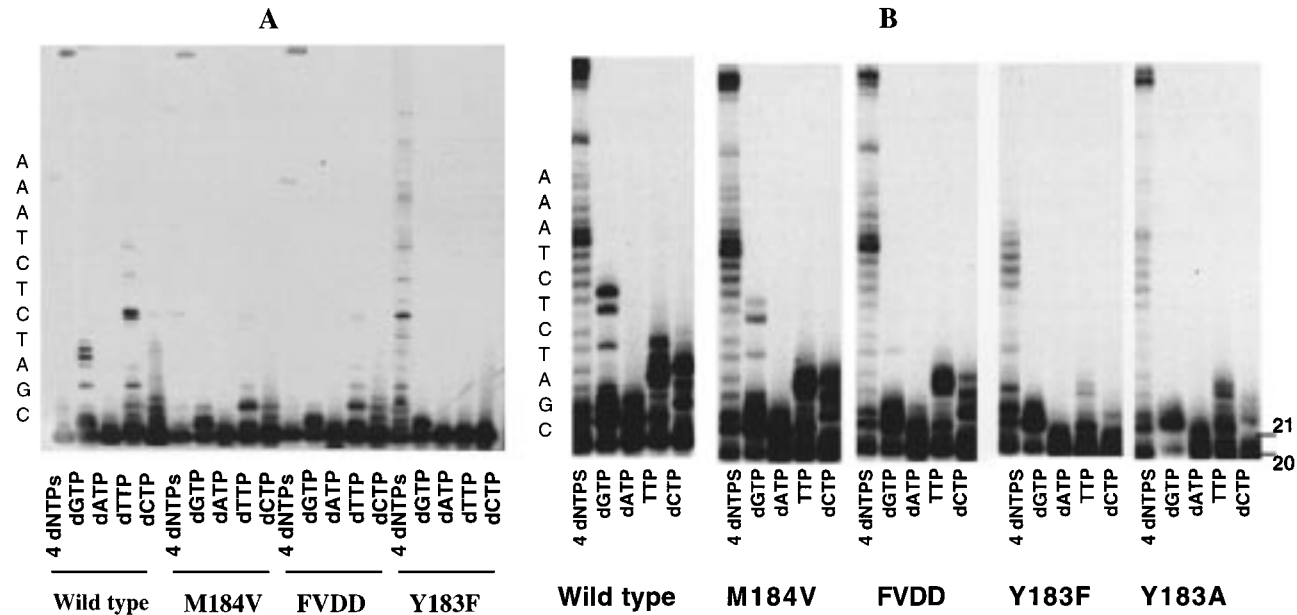 A
B
A
A
A
T
C
T
C
T
A
G
C
4 dNTPs
dGTP
dATP
dTTP
dCTP
4 dNTPs
dGTP
dATP
dTTP
dCTP
4 dNTPs
dGTP
dATP
dTTP
dCTP
4 dNTPs
dGTP
dATP
dTTP
dCTP
Wild type
M184V
FVDD
Y183F
A
A
A
A
T
C
T
C
T
A
G
C
21
20
4 dNTPS
dGTP
dATP
TTP
dCTP
4 dNTPS
dGTP
dATP
TTP
dCTP
4 dNTPS
dGTP
dATP
TTP
dCTP
4 dNTPS
dGTP
dATP
TTP
dCTP
4 dNTPS
dGTP
dATP
TTP
dCTP
Wild type
M184V
FVDD
Y183F
Y183A